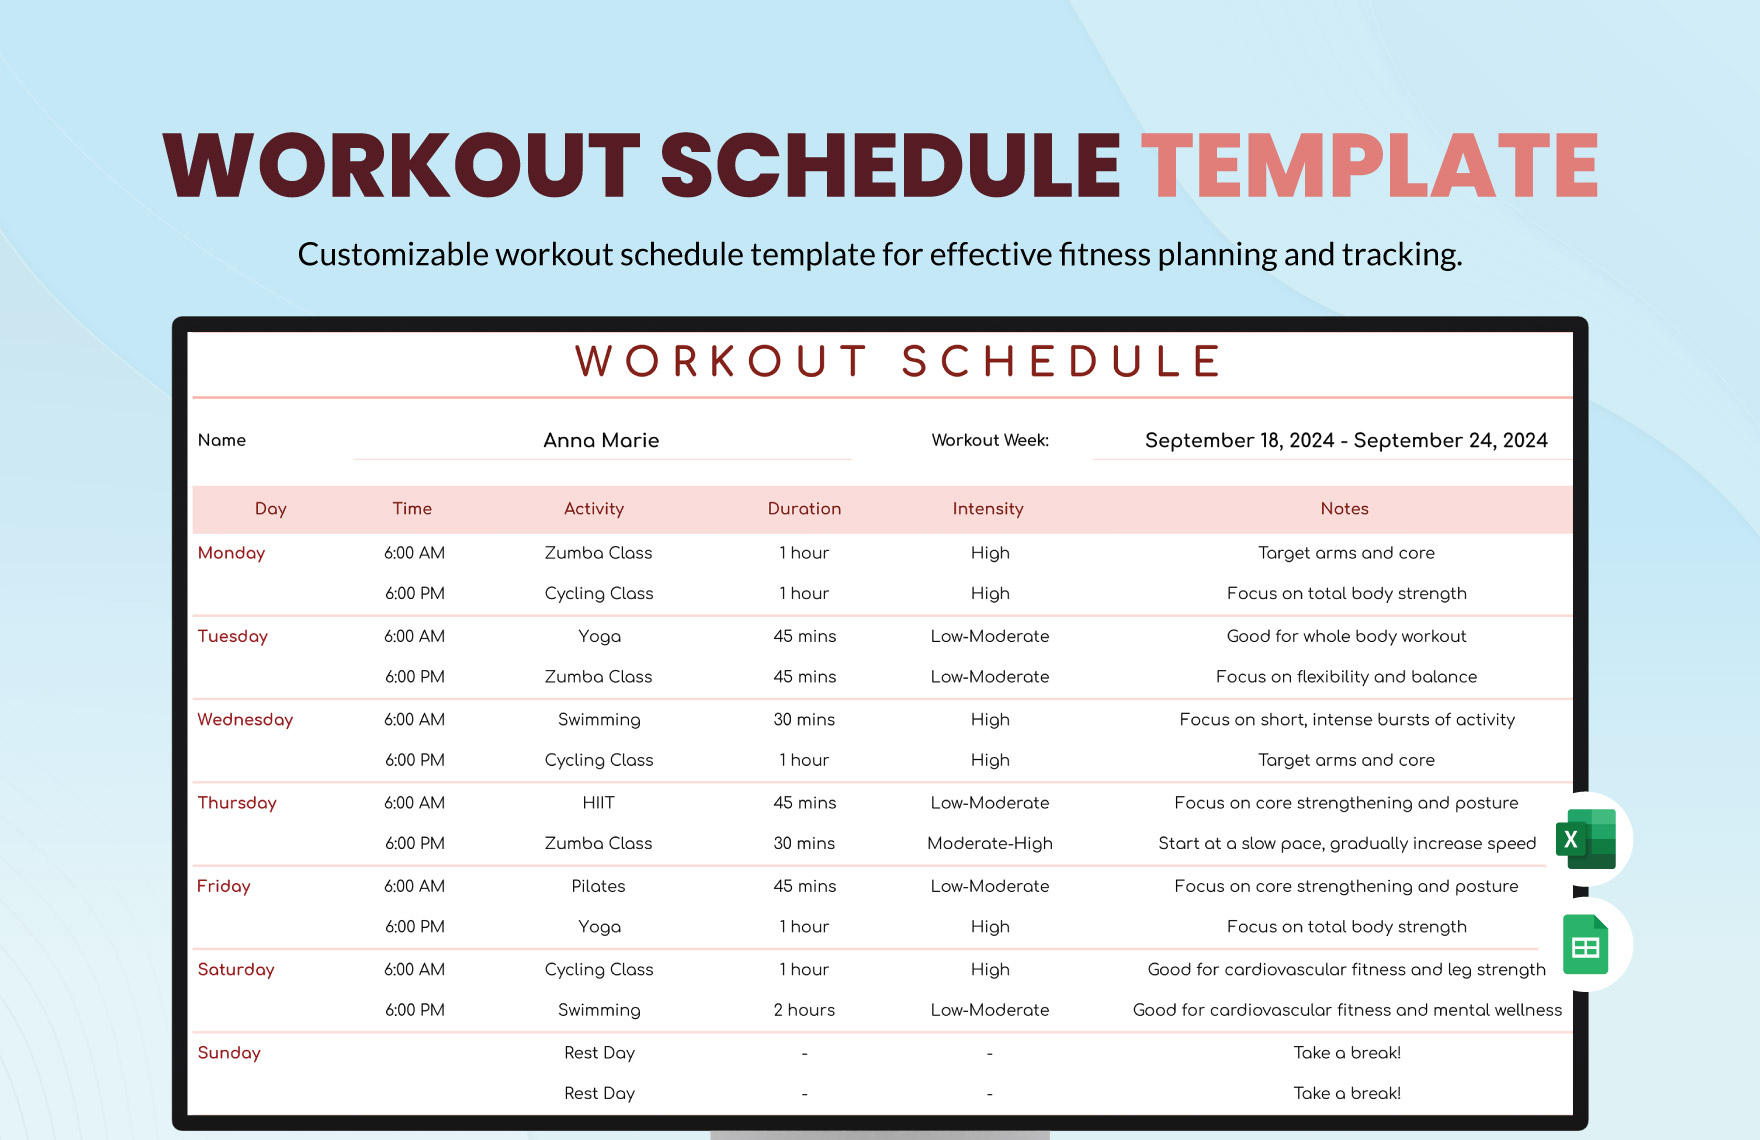 WORKOUT SCHEDULE TEMPLATE
Customizable workout schedule template for effective fitness planning and tracking.
WORKOUT SCHEDULE
Name Anna Marie Workout Week: September 18, 2024 - September 24, 2024
Day Time Activity Duration Intensity Notes
Monday 6:00 AM Zumba Class 1 hour High Target arms and core
6:00 PM Cycling Class 1 hour High Focus on total body strength
Tuesday 6:00 AM Yoga 45 mins Low-Moderate Good for whole body workout
6:00 PM Zumba Class 45 mins Low-Moderate Focus on flexibility and balance
Wednesday 6:00 AM Swimming 30 mins High Focus on short, intense bursts of activity
6:00 PM Cycling Class 1 hour High Target arms and core
Thursday 6:00 AM HIIT 45 mins Low-Moderate Focus on core strengthening and posture
6:00 PM Zumba Class 30 mins Moderate-High Start at a slow pace, gradually increase speed
X
Friday 6:00 AM Pilates 45 mins Low-Moderate Focus on core strengthening and posture
6:00 PM Yoga 1 hour High Focus on total body strength
Saturday 6:00 AM Cycling Class 1 hour High Good for cardiovascular fitness and leg strength
6:00 PM Swimming 2 hours Low-Moderate Good for cardiovascular fitness and mental wellness
Sunday Rest Day - - Take a break!
Rest Day - - Take a break!